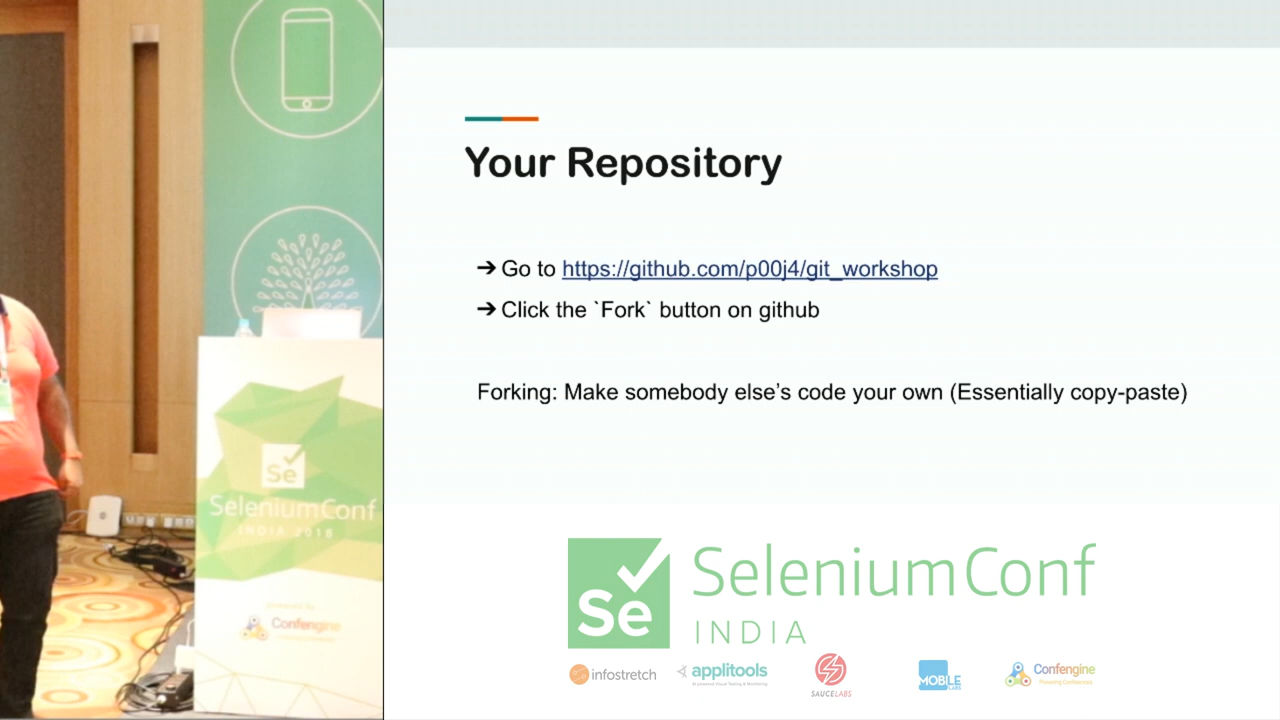 Your Repository
➔ Go to https://github.com/p00j4/git_workshop
➔ Click the `Fork` button on github
Forking: Make somebody else’s code your own (Essentially copy-paste)
Se
SeleniumConf
INDIA 2018
Confengine
Se
SeleniumConf
INDIA
infostretch
applitools
SAUCELABS
MOBILE
LABS
Confengine
Powering Conferences